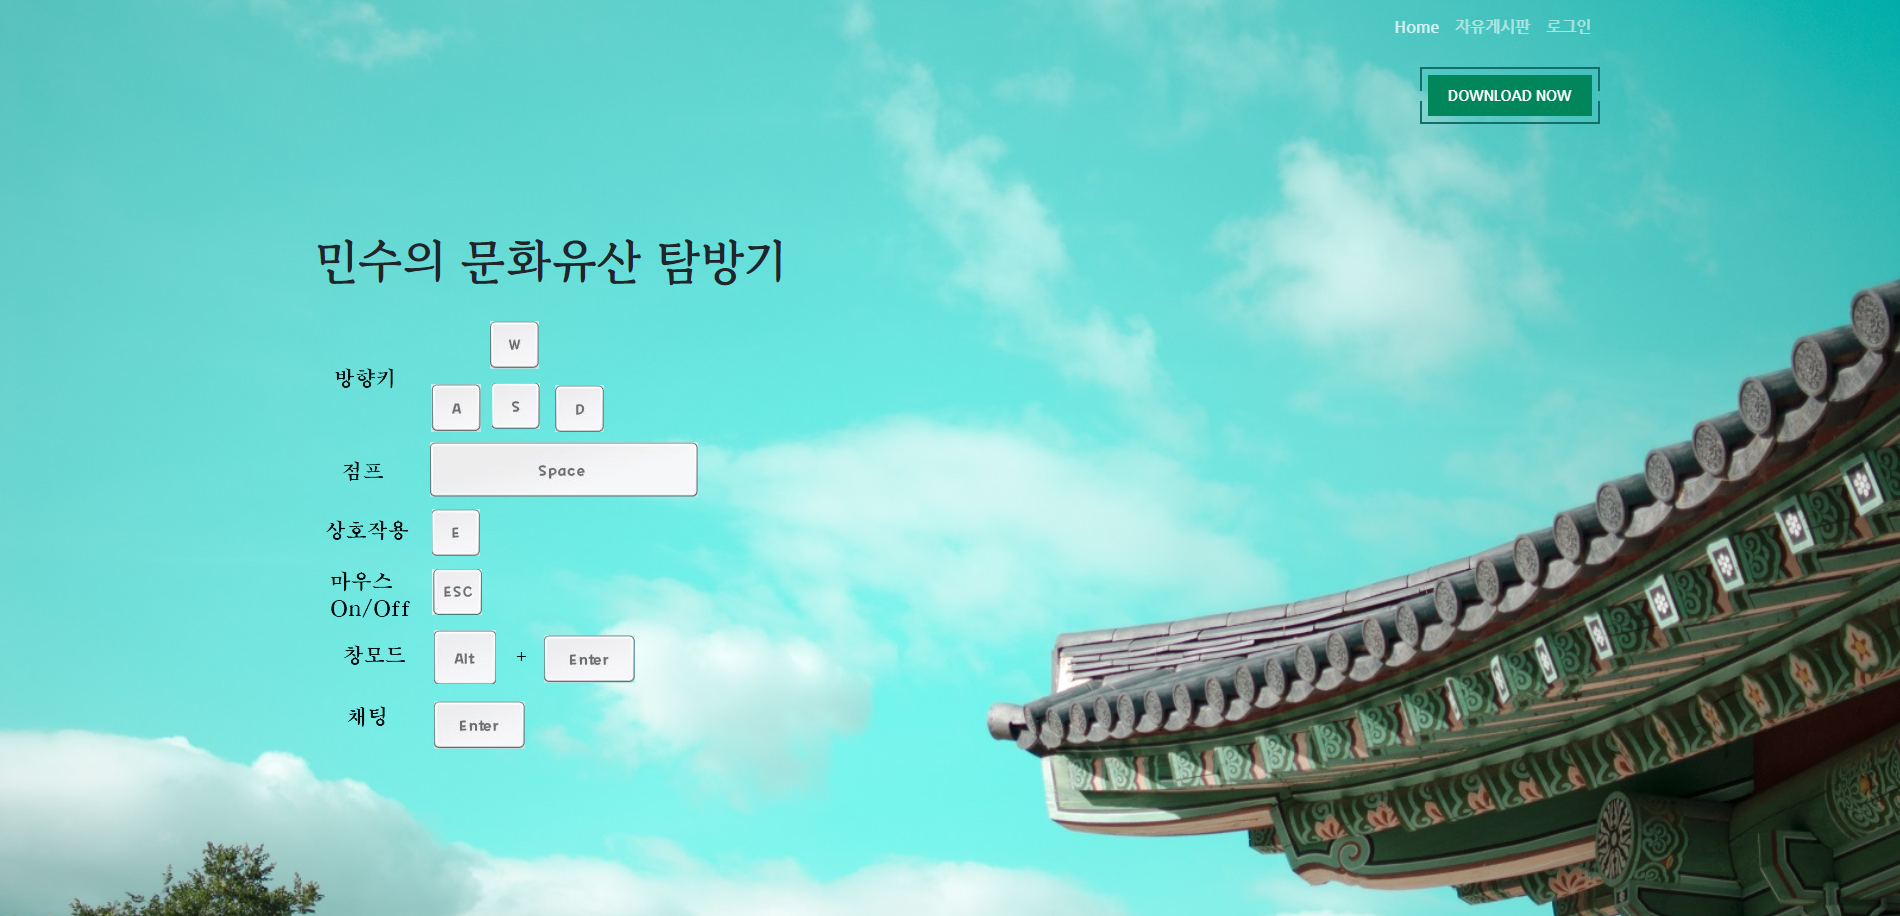 Home 자유게시판 로그인
DOWNLOAD NOW
민수의 문화유산 탐방기
W
방향키
A S D
점프 Space
상호작용 E
마우스
On/Off
ESC
창모드 Alt + Enter
채팅 Enter